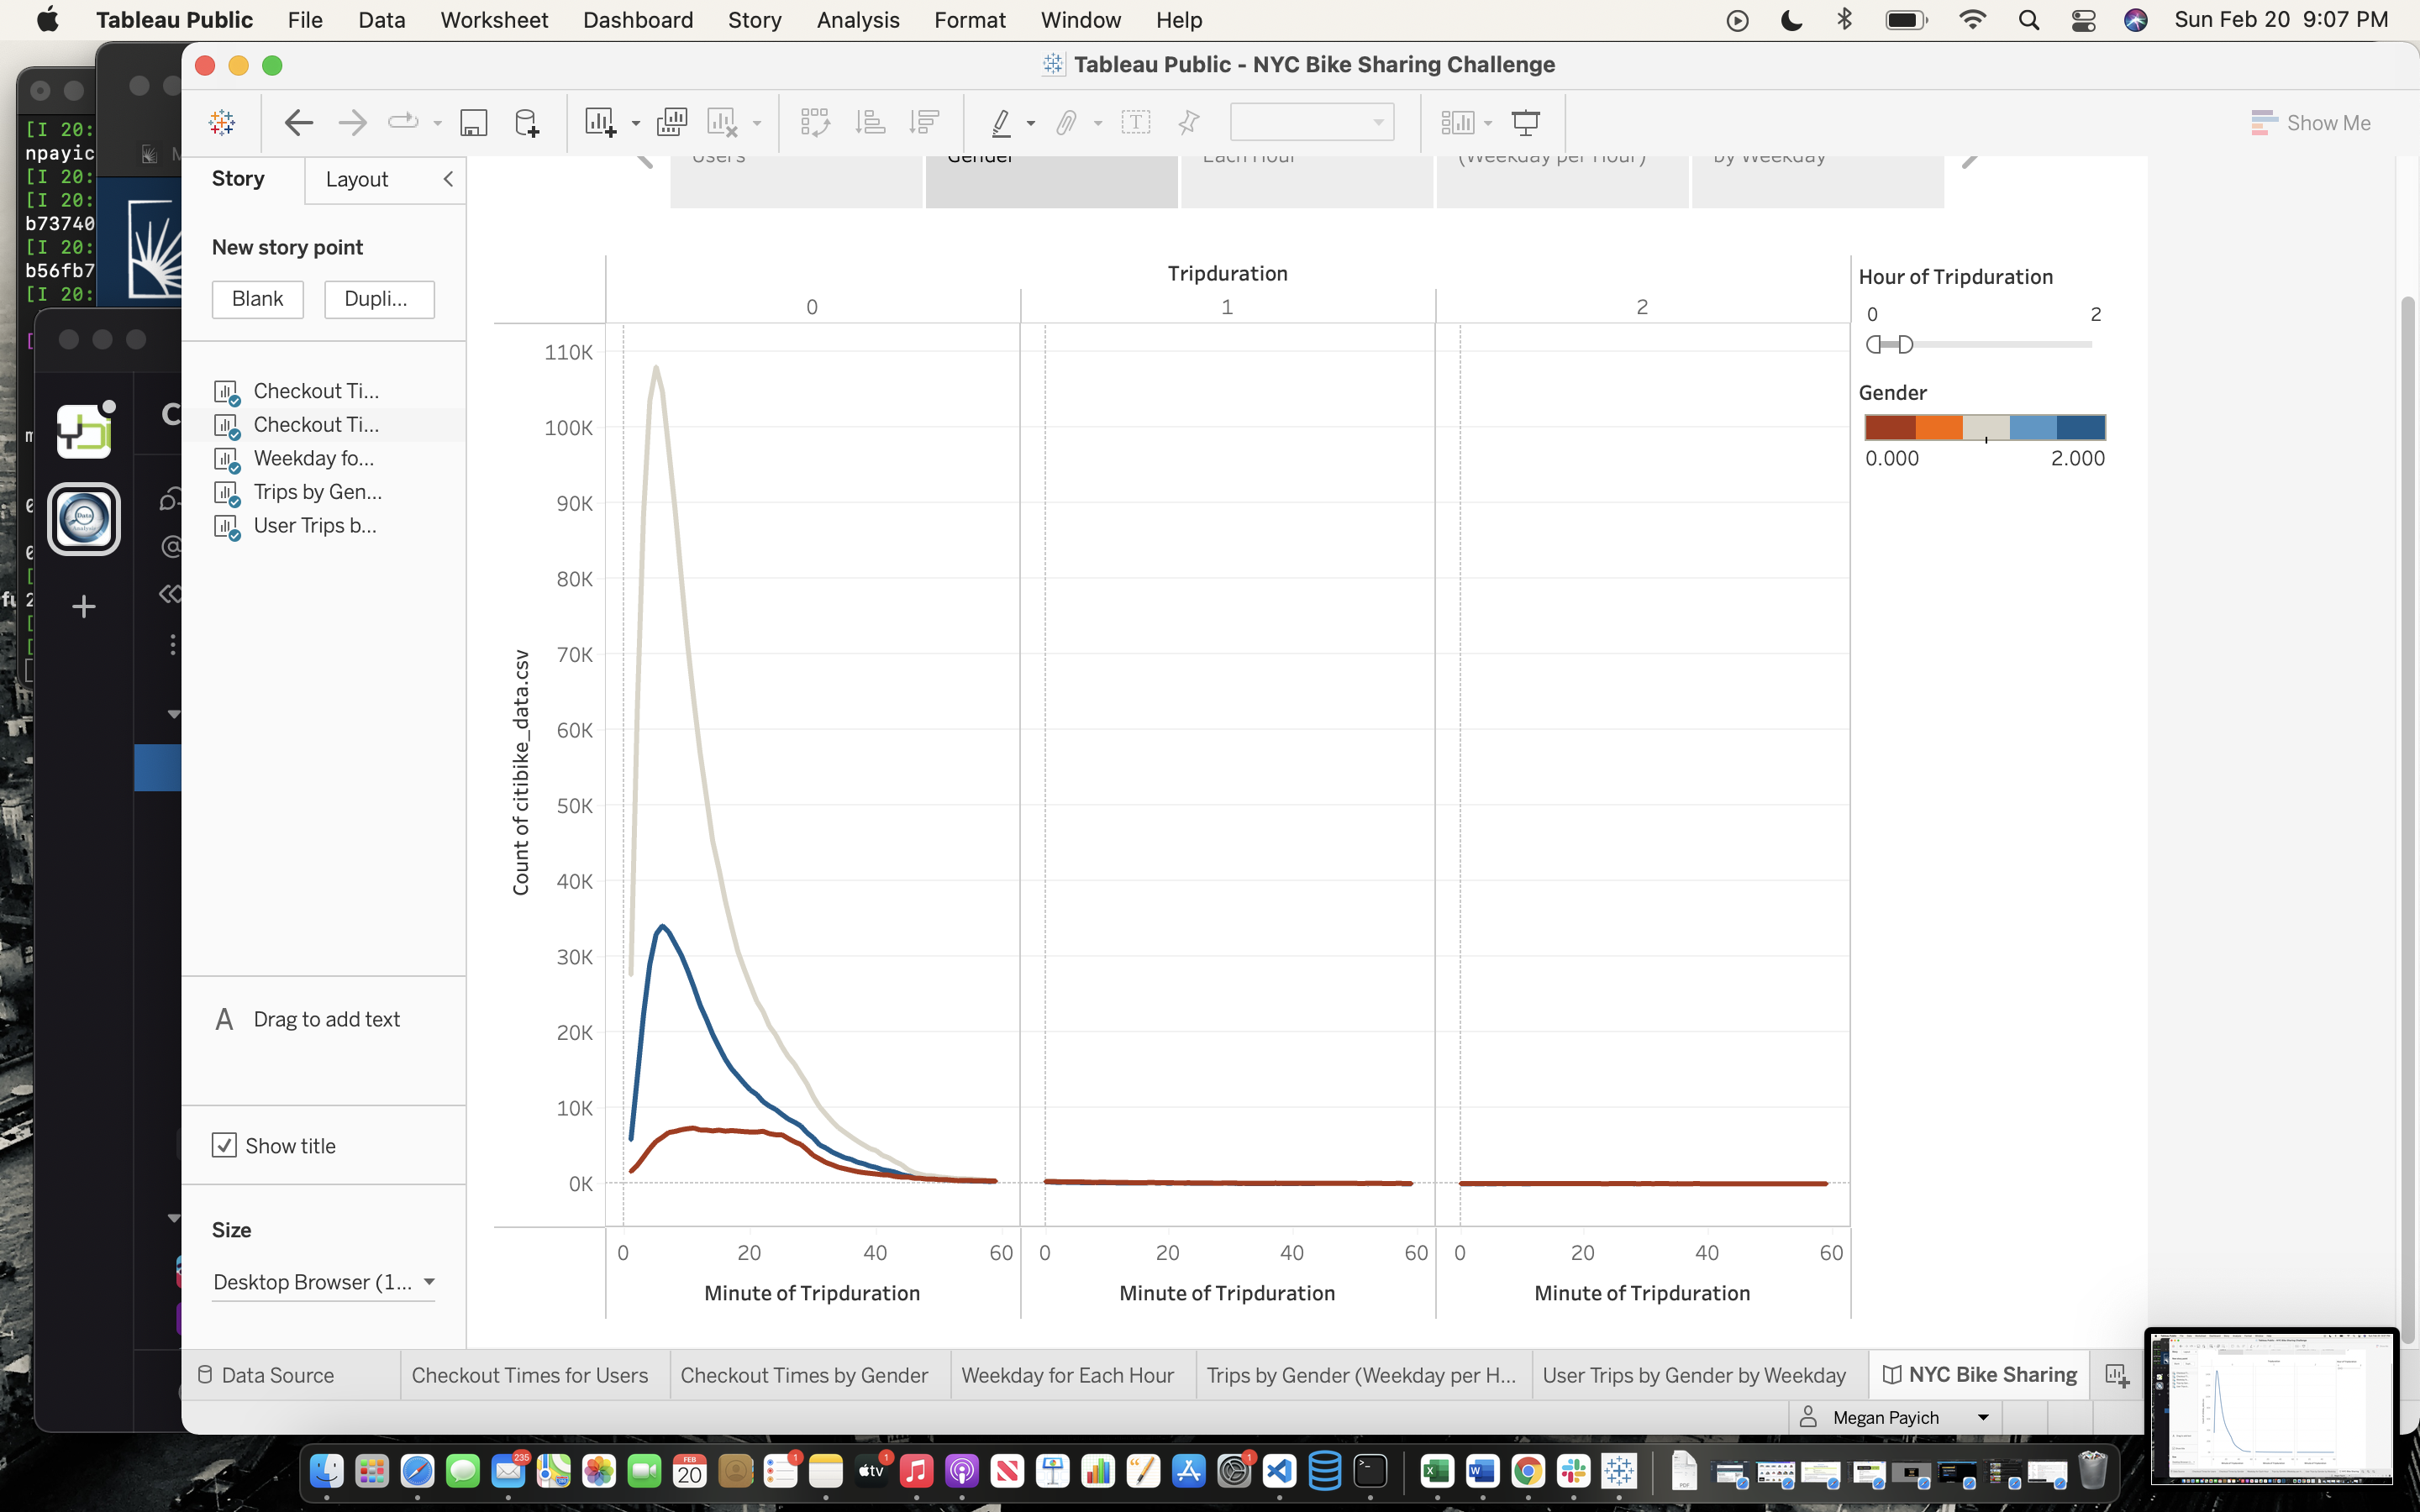 Tableau Public File Data Worksheet Dashboard Story Analysis Format Window Help Sun Feb 20 9:07 PM
Tableau Public - NYC Bike Sharing Challenge
Show Me
[I 20:
npayic
[I 20:
[I 20:
b73740
[I 20:
b56fb7
[I 20:
Story Layout
New story point
Blank Dupli...
Checkout Ti...
Checkout Ti...
Weekday fo...
Trips by Gen...
User Trips b...
A Drag to add text
Show title
Size
Desktop Browser (1...
Users Gender Each Hour (Weekday per Hour) by Weekday
Tripduration
0 1 2
110K
100K
90K
80K
70K
60K
50K
40K
30K
20K
10K
0K
Count of citibike_data.csv
0 20 40 60 0 20 40 60 0 20 40 60
Minute of Tripduration Minute of Tripduration Minute of Tripduration
Hour of Tripduration
0 2
Gender
0.000 2.000
Data Source Checkout Times for Users Checkout Times by Gender Weekday for Each Hour Trips by Gender (Weekday per H... User Trips by Gender by Weekday NYC Bike Sharing
Megan Payich
235
FEB
20
1
tv
1
1